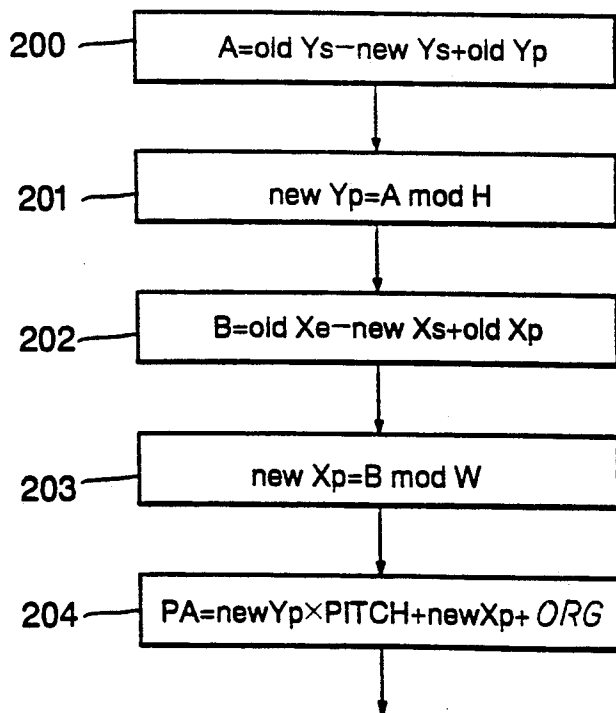 200
A=old Ys−new Ys+old Yp
201
new Yp=A mod H
202
B=old Xe−new Xs+old Xp
203
new Xp=B mod W
204
PA=newYp×PITCH+newXp+ ORG